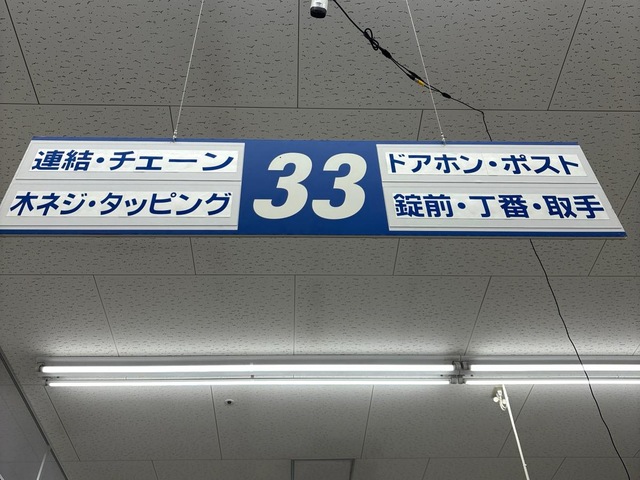 連結・チェーン
木ネジ・タッピング
33
ドアホン・ポスト
錠前・丁番・取手